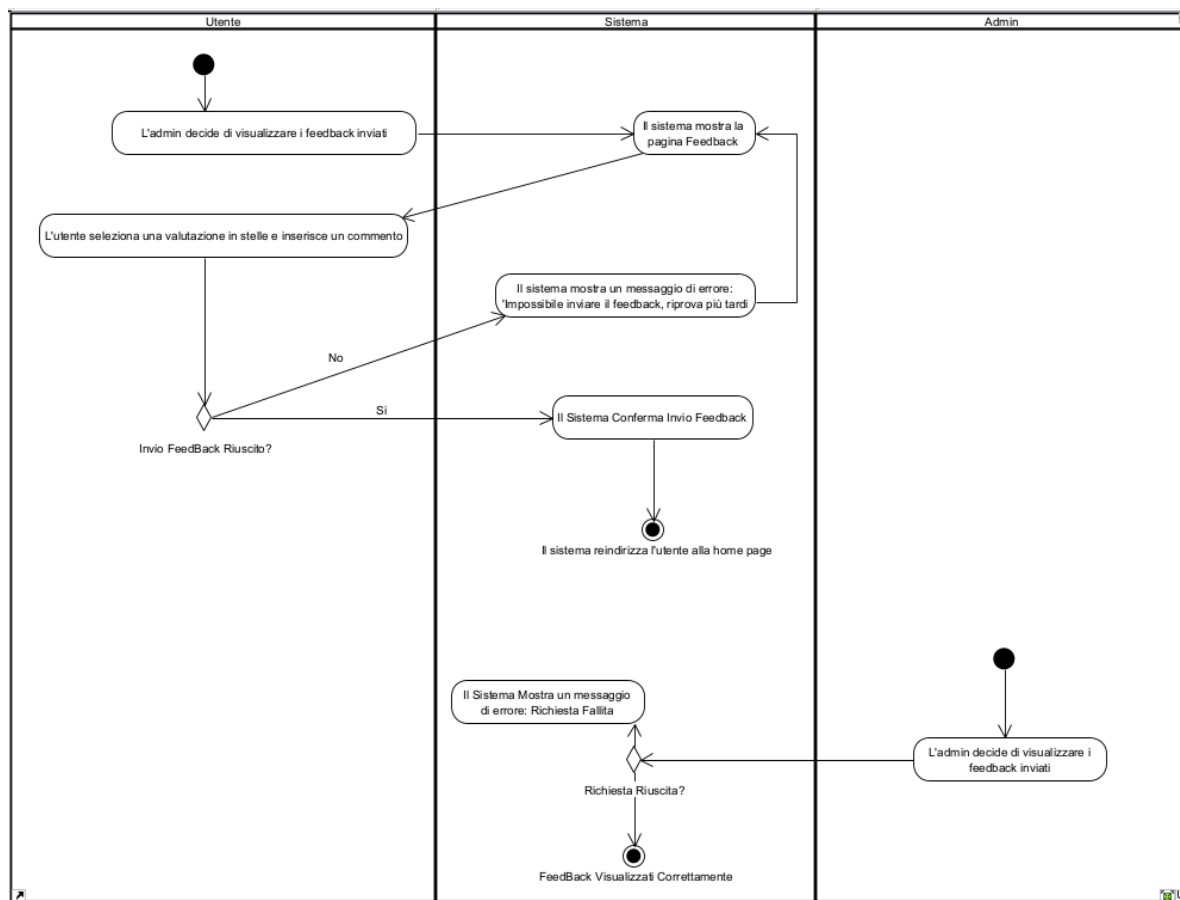 Utente
Sistema
Admin
L'admin decide di visualizzare i feedback inviati
Il sistema mostra la
pagina Feedback
L'utente seleziona una valutazione in stelle e inserisce un commento
Il sistema mostra un messaggio di errore:
'Impossibile inviare il feedback, riprova più tardi
No
Si
Il Sistema Conferma Invio Feedback
Invio FeedBack Riuscito?
Il sistema reindirizza l'utente alla home page
Il Sistema Mostra un messaggio
di errore: Richiesta Fallita
L'admin decide di visualizzare i
feedback inviati
Richiesta Riuscita?
FeedBack Visualizzati Correttamente